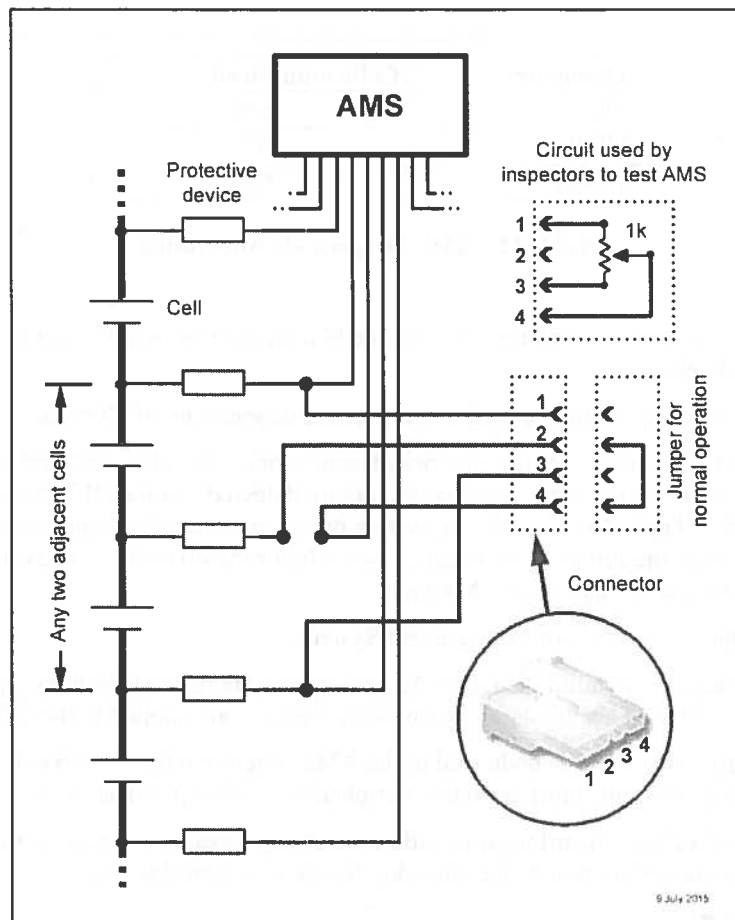 AMS
Protective
device
Circuit used by
inspectors to test AMS
1
2
3
4
1k
Cell
Any two adjacent cells
1
2
3
4
Jumper for
normal operation
Connector
1 2 3 4
9 July 2015